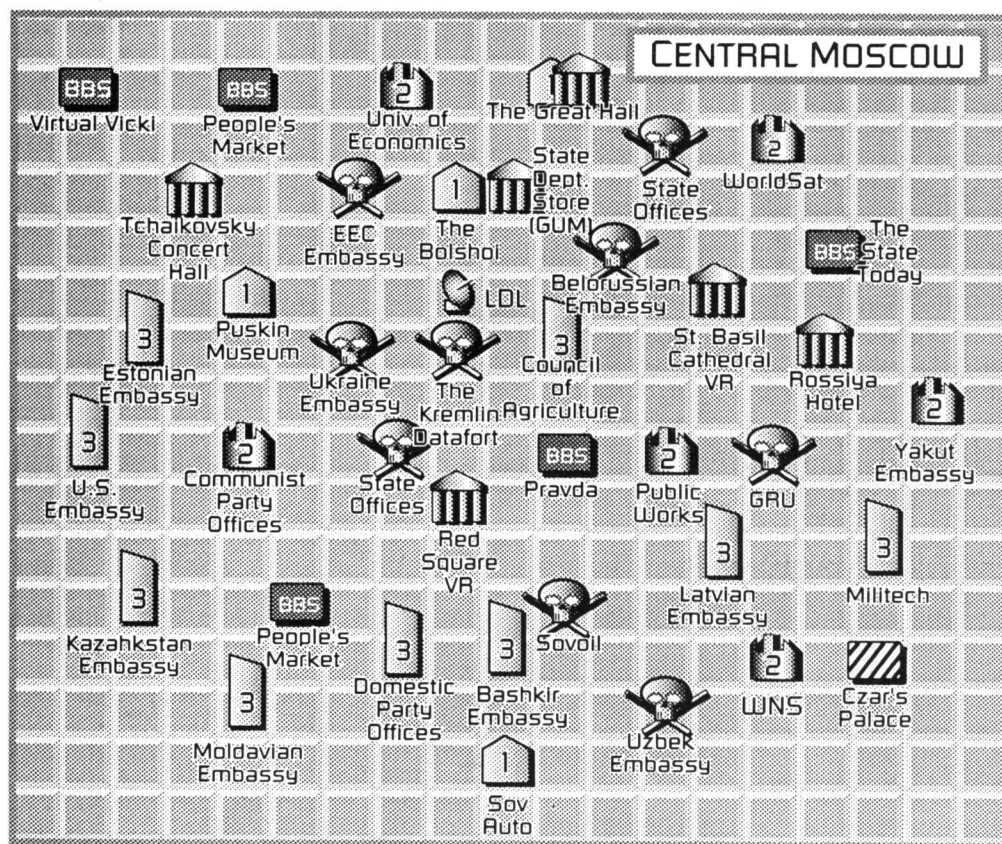 CENTRAL MOSCOW
BBS
Virtual Vicki
BBS
People's
Market
2
Univ. of
Economics
1
The Great Hall
State
Offices
2
WorldSat
Tchaikovsky
Concert
Hall
EEC
Embassy
1
The
Bolshoi
State
Dept.
Store
(GUM)
Belorussian
Embassy
BBS
The
State
Today
3
Estonian
Embassy
1
Puskin
Museum
Ukraine
Embassy
LDL
The
Kremlin
Datafort
3
Council
of
Agriculture
St. Basil
Cathedral
VR
Rossiya
Hotel
2
Yakut
Embassy
3
U.S.
Embassy
2
Communist
Party
Offices
State
Offices
Red
Square
VR
BBS
Pravda
2
Public
Works
GRU
3
Latvian
Embassy
3
Militech
3
Kazahkstan
Embassy
BBS
People's
Market
3
Moldavian
Embassy
3
Domestic
Party
Offices
3
Bashkir
Embassy
Sovoil
Uzbek
Embassy
2
WNS
Czar's
Palace
1
Sov
Auto